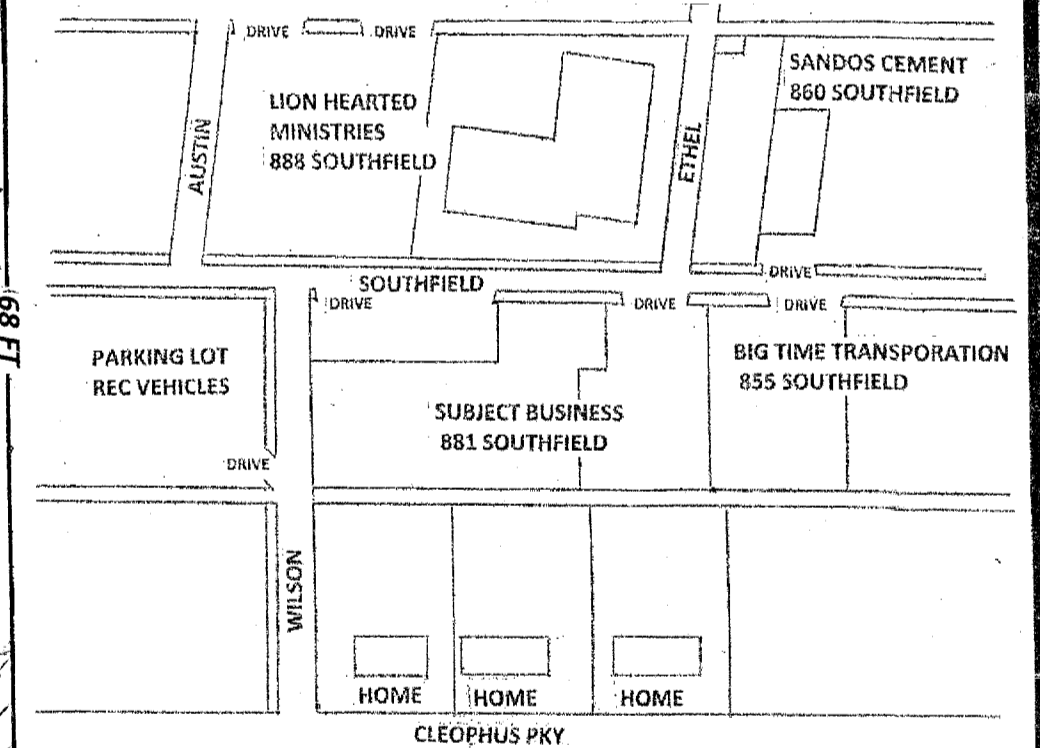 DRIVE
DRIVE
SANDOS CEMENT
860 SOUTHFIELD
LION HEARTED
MINISTRIES
888 SOUTHFIELD
AUSTIN
ETHEL
DRIVE
SOUTHFIELD
DRIVE
DRIVE
DRIVE
68 FT
PARKING LOT
REC VEHICLES
BIG TIME TRANSPORATION
855 SOUTHFIELD
SUBJECT BUSINESS
881 SOUTHFIELD
DRIVE
WILSON
HOME
HOME
HOME
CLEOPHUS PKY